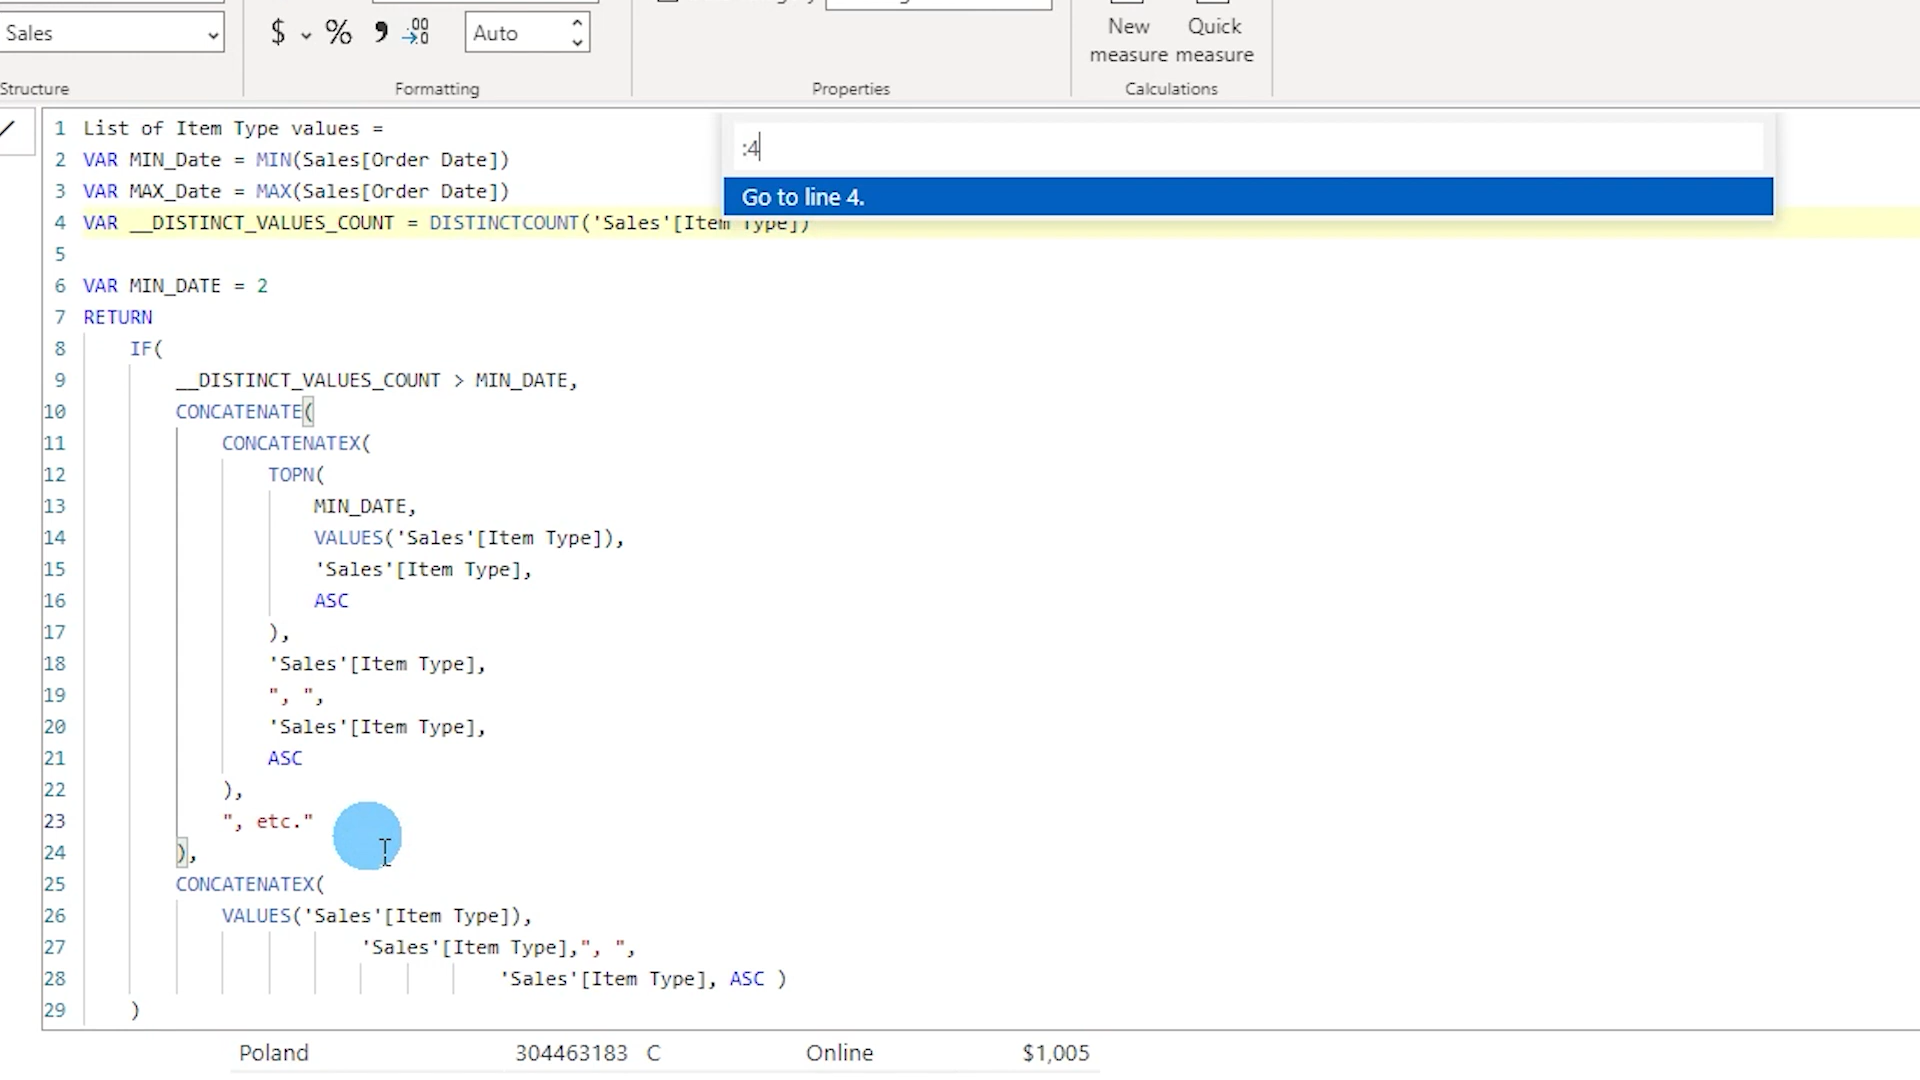 Sales
$ % Auto
New measure
Quick measure
Structure
Formatting
Properties
Calculations
:4
Go to line 4.
1 List of Item Type values =
2 VAR MIN_Date = MIN(Sales[Order Date])
3 VAR MAX_Date = MAX(Sales[Order Date])
4 VAR __DISTINCT_VALUES_COUNT = DISTINCTCOUNT('Sales'[Item Type])
5
6 VAR MIN_DATE = 2
7 RETURN
8 IF(
9 __DISTINCT_VALUES_COUNT > MIN_DATE,
10 CONCATENATE(
11 CONCATENATEX(
12 TOPN(
13 MIN_DATE,
14 VALUES('Sales'[Item Type]),
15 'Sales'[Item Type],
16 ASC
17 ),
18 'Sales'[Item Type],
19 ", ",
20 'Sales'[Item Type],
21 ASC
22 ),
23 ", etc."
24 ),
25 CONCATENATEX(
26 VALUES('Sales'[Item Type]),
27 'Sales'[Item Type],", ",
28 'Sales'[Item Type], ASC )
29 )
Poland 304463183 C Online $1,005